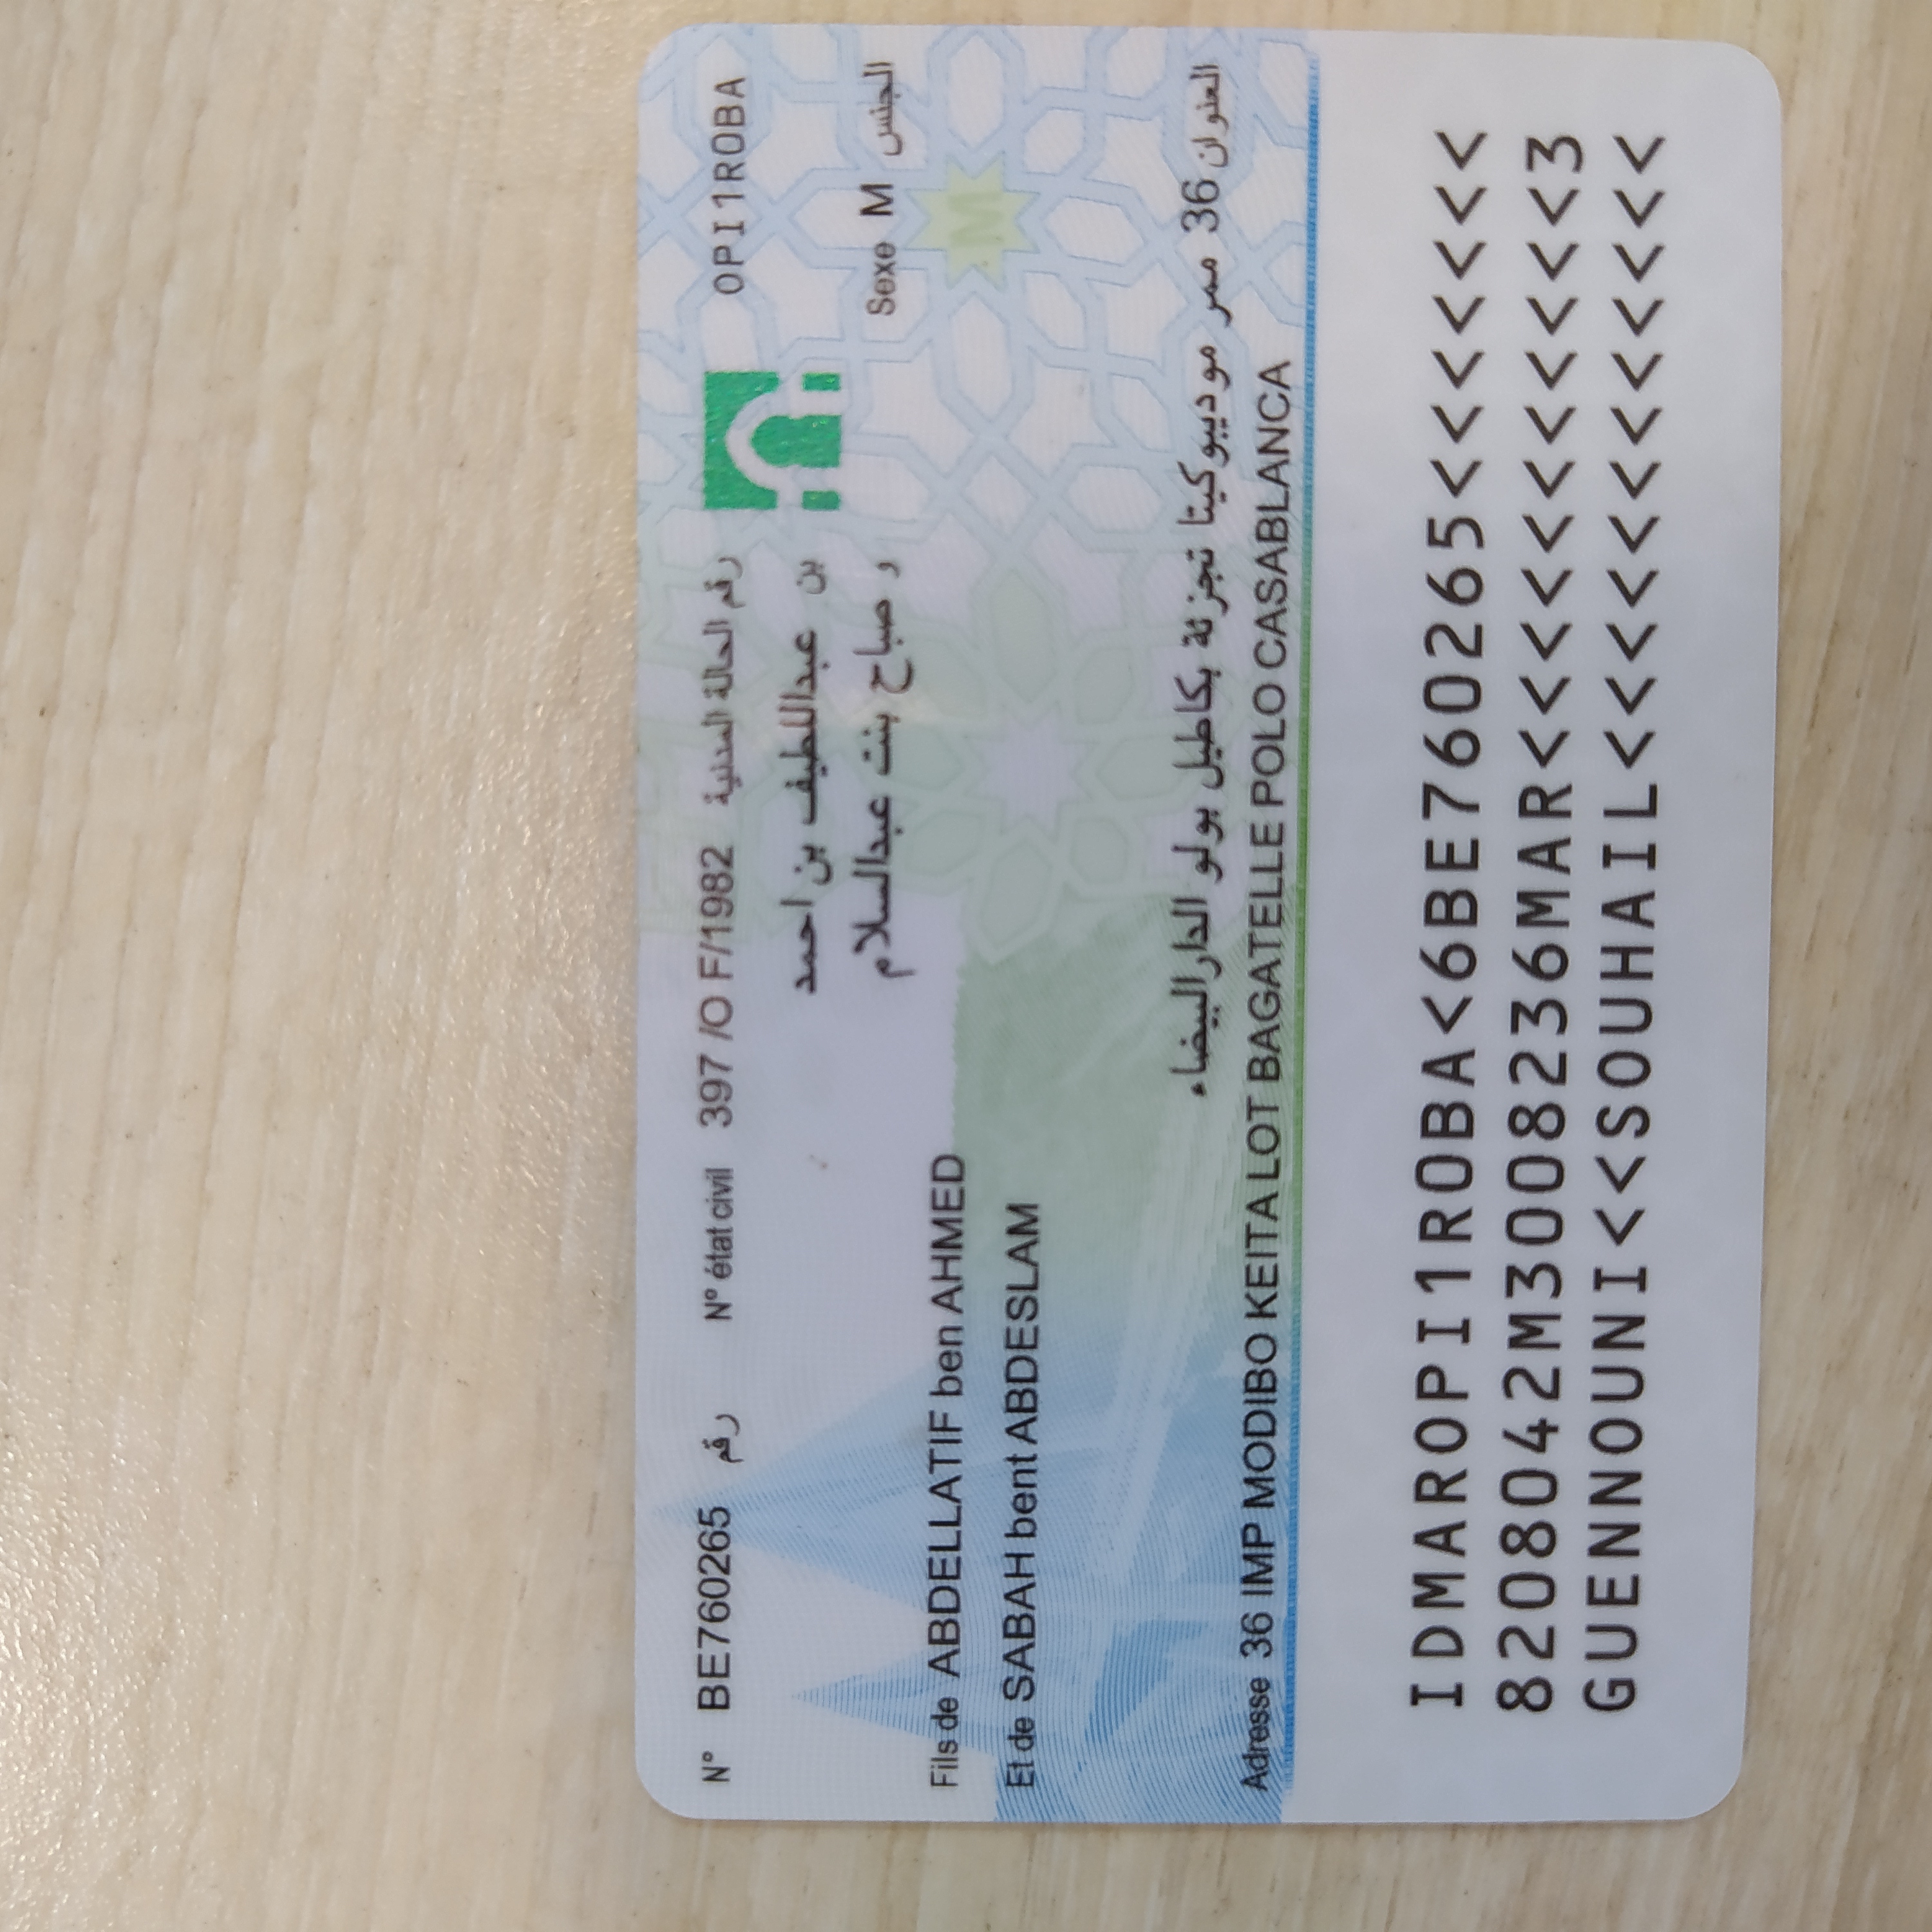 N° BE760265 رقم N° état civil 397 /O F/1982 رقم الحالة المدنية OPI1ROBA
بن عبداللطيف بن احمد
و صباح بنت عبدالسلام
Sexe M الجنس
Fils de ABDELLATIF ben AHMED
M
Et de SABAH bent ABDESLAM
العنوان 36 ممر موديبوكيتا تجزئة بكاطيل بولو الدارالبيضاء
Adresse 36 IMP MODIBO KEITA LOT BAGATELLE POLO CASABLANCA
IDMAROPI1ROBA<6BE760265<<<<<<<
8208042M3008236MAR<<<<<<<<<<<3
GUENNOUNI<<SOUHAIL<<<<<<<<<<<<